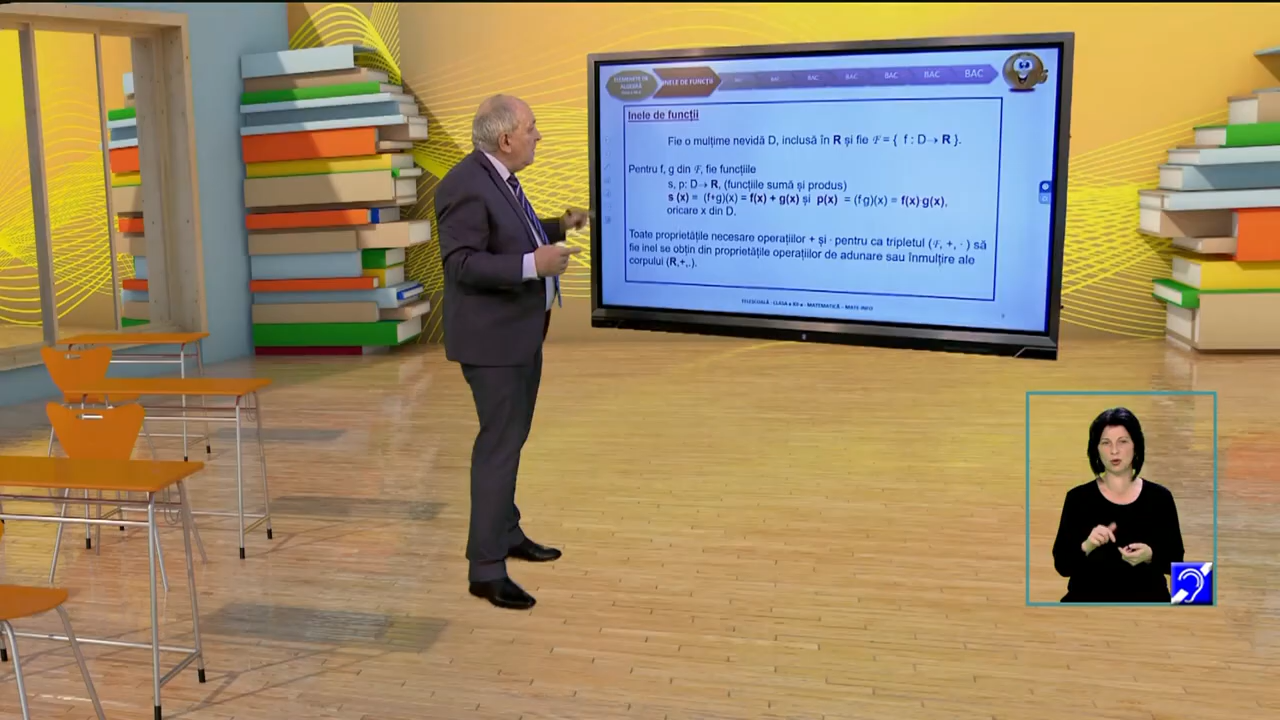 ELEMENTE DE
ALGEBRĂ
INELE DE FUNCȚII
BAC
BAC
BAC
BAC
BAC
BAC
Inele de funcții
Fie o mulțime nevidă D, inclusă în R și fie ℱ = { f : D→ R }.
Pentru f, g din ℱ, fie funcțiile
s, p: D→ R, (funcțiile sumă și produs)
s (x) = (f+g)(x) = f(x) + g(x) și p(x) = (f·g)(x) = f(x)·g(x),
oricare x din D.
Toate proprietățile necesare operațiilor + și · pentru ca tripletul (ℱ, +, · ) să
fie inel se obțin din proprietățile operațiilor de adunare sau înmulțire ale
corpului (R,+,.).
TELEȘCOALĂ - CLASA a XII-a - MATEMATICĂ – MATE-INFO